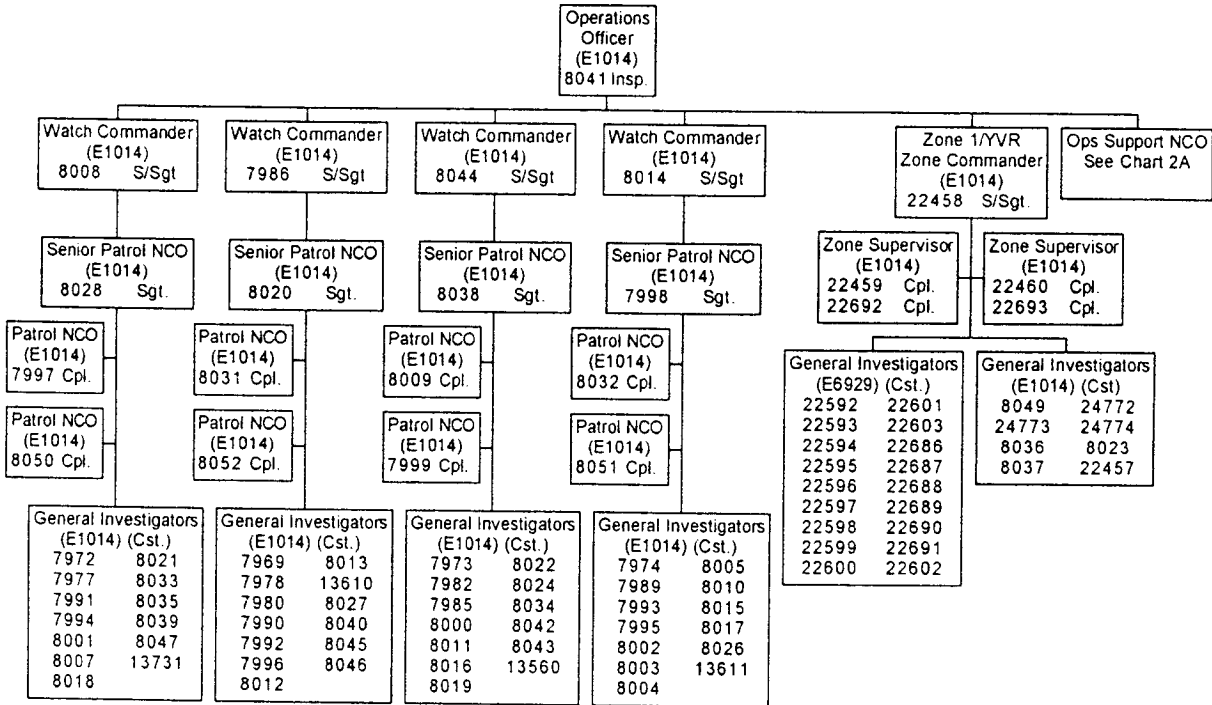 Operations
Officer
(E1014)
8041 Insp.
Watch Commander
(E1014)
8008 S/Sgt
Watch Commander
(E1014)
7986 S/Sgt
Watch Commander
(E1014)
8044 S/Sgt
Watch Commander
(E1014)
8014 S/Sgt
Zone 1/YVR
Zone Commander
(E1014)
22458 S/Sgt.
Ops Support NCO
See Chart 2A
Senior Patrol NCO
(E1014)
8028 Sgt.
Senior Patrol NCO
(E1014)
8020 Sgt.
Senior Patrol NCO
(E1014)
8038 Sgt.
Senior Patrol NCO
(E1014)
7998 Sgt.
Zone Supervisor
(E1014)
22459 Cpl.
22692 Cpl.
Zone Supervisor
(E1014)
22460 Cpl.
22693 Cpl.
Patrol NCO
(E1014)
7997 Cpl.
Patrol NCO
(E1014)
8031 Cpl.
Patrol NCO
(E1014)
8009 Cpl.
Patrol NCO
(E1014)
8032 Cpl.
Patrol NCO
(E1014)
8050 Cpl.
Patrol NCO
(E1014)
8052 Cpl.
Patrol NCO
(E1014)
7999 Cpl.
Patrol NCO
(E1014)
8051 Cpl.
General Investigators
(E6929) (Cst.)
22592 22601
22593 22603
22594 22686
22595 22687
22596 22688
22597 22689
22598 22690
22599 22691
22600 22602
General Investigators
(E1014) (Cst)
8049 24772
24773 24774
8036 8023
8037 22457
General Investigators
(E1014) (Cst.)
7972 8021
7977 8033
7991 8035
7994 8039
8001 8047
8007 13731
8018
General Investigators
(E1014) (Cst.)
7969 8013
7978 13610
7980 8027
7990 8040
7992 8045
7996 8046
8012
General Investigators
(E1014) (Cst.)
7973 8022
7982 8024
7985 8034
8000 8042
8011 8043
8016 13560
8019
General Investigators
(E1014) (Cst.)
7974 8005
7989 8010
7993 8015
7995 8017
8002 8026
8003 13611
8004